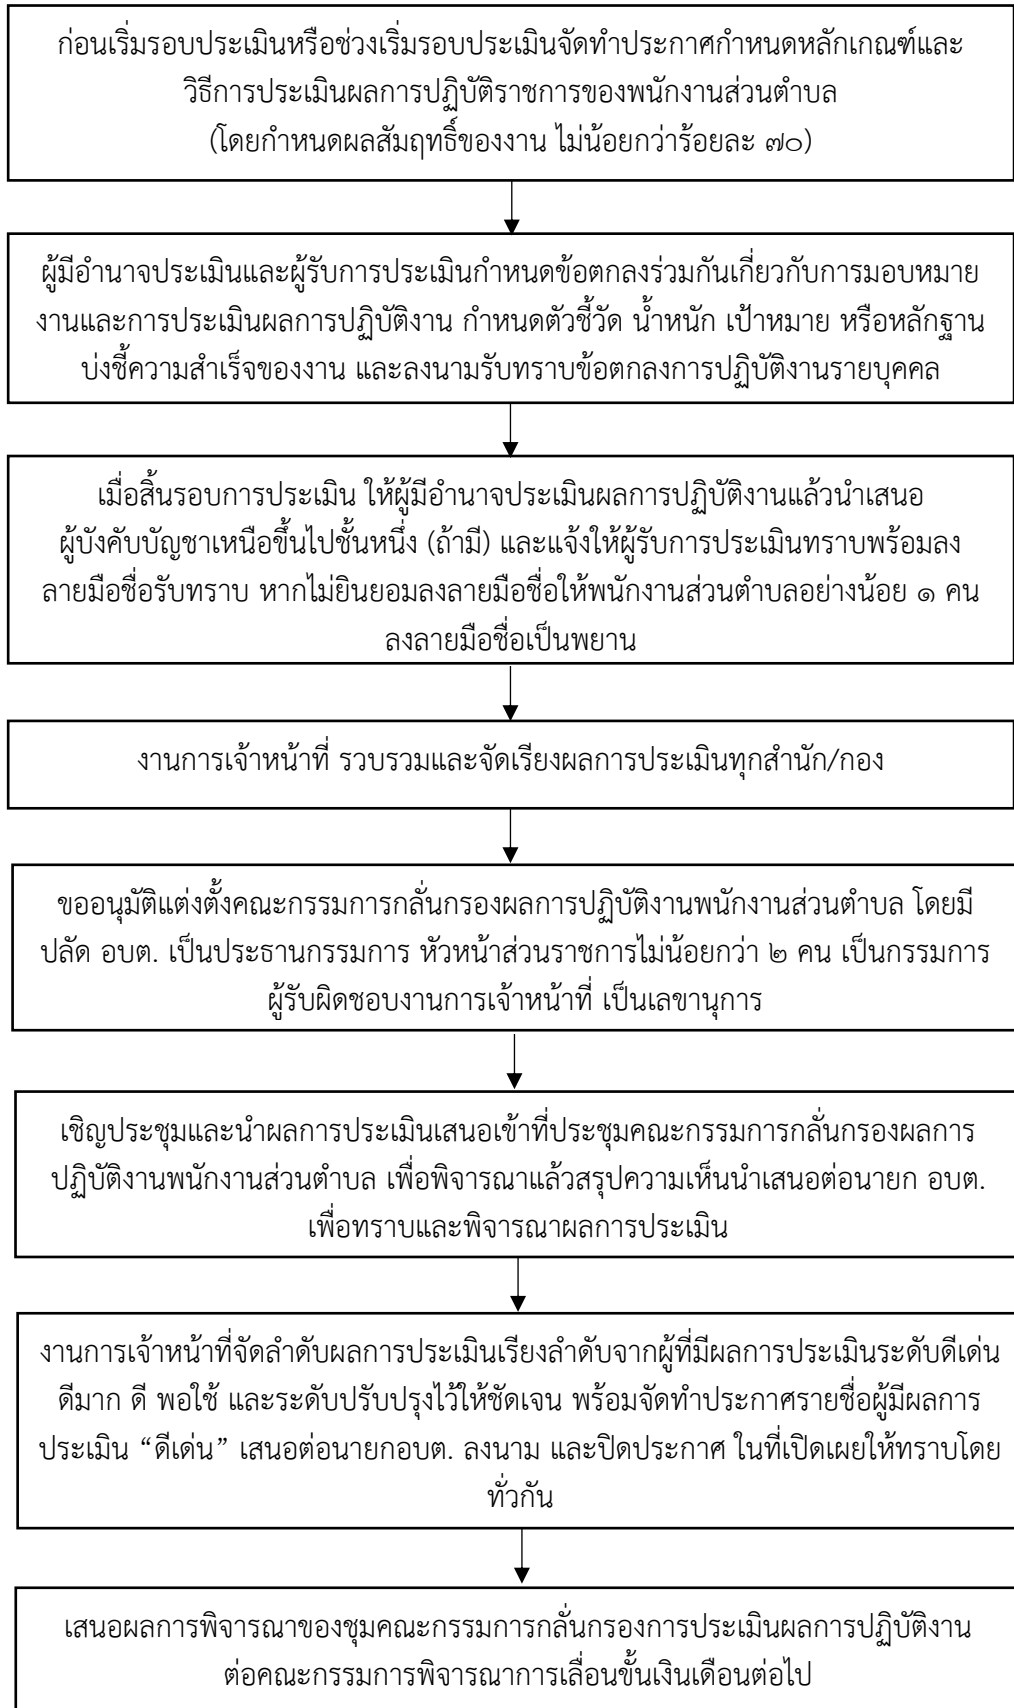 ก่อนเริ่มรอบประเมินหรือช่วงเริ่มรอบประเมินจัดทำประกาศกำหนดหลักเกณฑ์และ
วิธีการประเมินผลการปฏิบัติราชการของพนักงานส่วนตำบล
(โดยกำหนดผลสัมฤทธิ์ของงาน ไม่น้อยกว่าร้อยละ ๗๐)
ผู้มีอำนาจประเมินและผู้รับการประเมินกำหนดข้อตกลงร่วมกันเกี่ยวกับการมอบหมาย
งานและการประเมินผลการปฏิบัติงาน กำหนดตัวชี้วัด น้ำหนัก เป้าหมาย หรือหลักฐาน
บ่งชี้ความสำเร็จของงาน และลงนามรับทราบข้อตกลงการปฏิบัติงานรายบุคคล
เมื่อสิ้นรอบการประเมิน ให้ผู้มีอำนาจประเมินผลการปฏิบัติงานแล้วนำเสนอ
ผู้บังคับบัญชาเหนือขึ้นไปชั้นหนึ่ง (ถ้ามี) และแจ้งให้ผู้รับการประเมินทราบพร้อมลง
ลายมือชื่อรับทราบ หากไม่ยินยอมลงลายมือชื่อให้พนักงานส่วนตำบลอย่างน้อย ๑ คน
ลงลายมือชื่อเป็นพยาน
งานการเจ้าหน้าที่ รวบรวมและจัดเรียงผลการประเมินทุกสำนัก/กอง
ขออนุมัติแต่งตั้งคณะกรรมการกลั่นกรองผลการปฏิบัติงานพนักงานส่วนตำบล โดยมี
ปลัด อบต. เป็นประธานกรรมการ หัวหน้าส่วนราชการไม่น้อยกว่า ๒ คน เป็นกรรมการ
ผู้รับผิดชอบงานการเจ้าหน้าที่ เป็นเลขานุการ
เชิญประชุมและนำผลการประเมินเสนอเข้าที่ประชุมคณะกรรมการกลั่นกรองผลการ
ปฏิบัติงานพนักงานส่วนตำบล เพื่อพิจารณาแล้วสรุปความเห็นนำเสนอต่อนายก อบต.
เพื่อทราบและพิจารณาผลการประเมิน
งานการเจ้าหน้าที่จัดลำดับผลการประเมินเรียงลำดับจากผู้ที่มีผลการประเมินระดับดีเด่น
ดีมาก ดี พอใช้ และระดับปรับปรุงไว้ให้ชัดเจน พร้อมจัดทำประกาศรายชื่อผู้มีผลการ
ประเมิน “ดีเด่น” เสนอต่อนายกอบต. ลงนาม และปิดประกาศ ในที่เปิดเผยให้ทราบโดย
ทั่วกัน
เสนอผลการพิจารณาของชุมคณะกรรมการกลั่นกรองการประเมินผลการปฏิบัติงาน
ต่อคณะกรรมการพิจารณาการเลื่อนขั้นเงินเดือนต่อไป